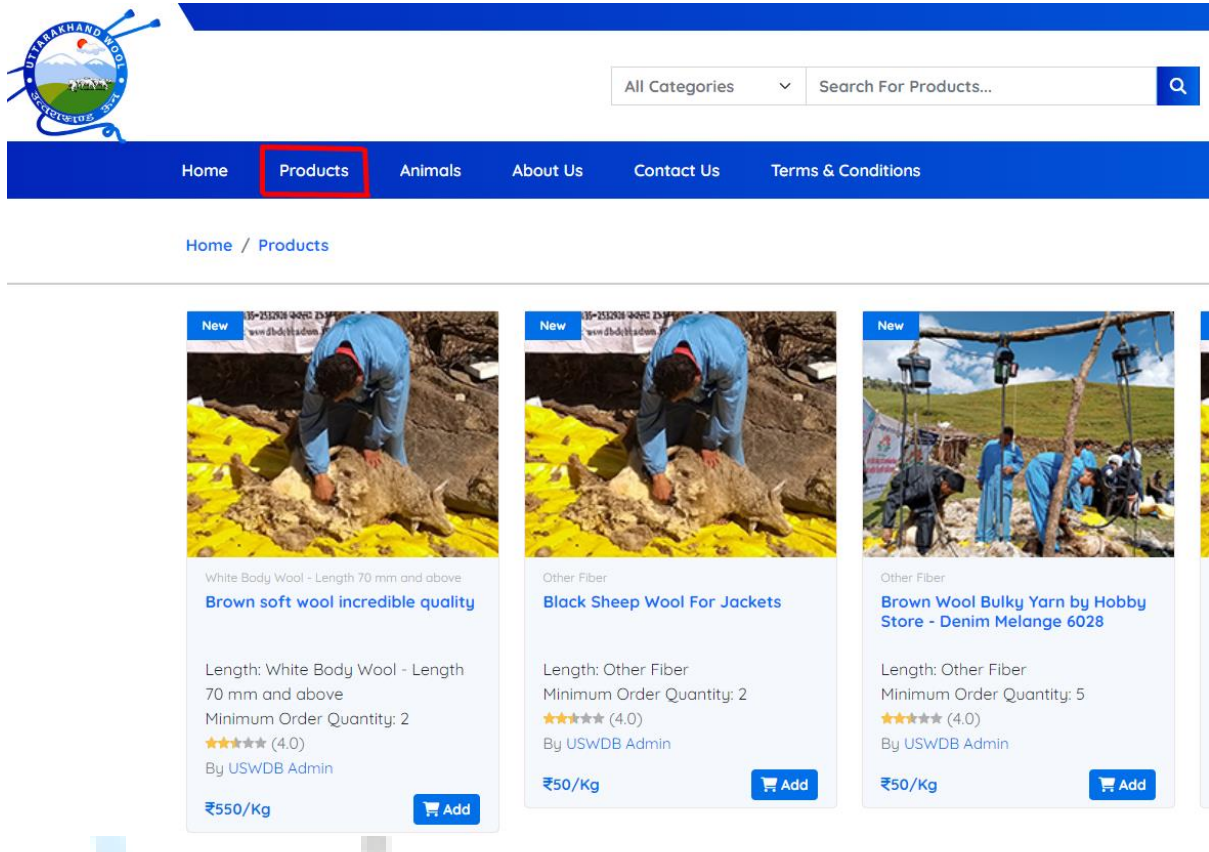 UTTARAKHAND WOOL
उत्तराखण्ड ऊन
All Categories
Search For Products...
Home Products Animals About Us Contact Us Terms & Conditions
Home / Products
New
White Body Wool - Length 70 mm and above
Brown soft wool incredible quality
Length: White Body Wool - Length
70 mm and above
Minimum Order Quantity: 2
(4.0)
By USWDB Admin
₹550/Kg Add
New
Other Fiber
Black Sheep Wool For Jackets
Length: Other Fiber
Minimum Order Quantity: 2
(4.0)
By USWDB Admin
₹50/Kg Add
New
Other Fiber
Brown Wool Bulky Yarn by Hobby
Store - Denim Melange 6028
Length: Other Fiber
Minimum Order Quantity: 5
(4.0)
By USWDB Admin
₹50/Kg Add